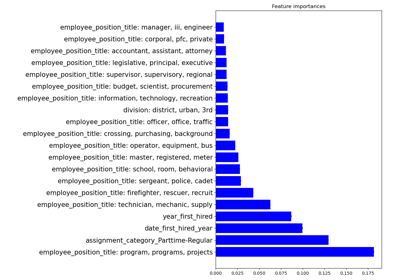 Feature importances
employee_position_title: manager, iii, engineer
employee_position_title: corporal, pfc, private
employee_position_title: accountant, assistant, attorney
employee_position_title: legislative, principal, executive
employee_position_title: supervisor, supervisory, regional
employee_position_title: budget, scientist, procurement
employee_position_title: information, technology, recreation
division: district, urban, 3rd
employee_position_title: officer, office, traffic
employee_position_title: crossing, purchasing, background
employee_position_title: operator, equipment, bus
employee_position_title: master, registered, meter
employee_position_title: school, room, behavioral
employee_position_title: sergeant, police, cadet
employee_position_title: firefighter, rescuer, recruit
employee_position_title: technician, mechanic, supply
year_first_hired
date_first_hired_year
assignment_category_Parttime-Regular
employee_position_title: program, programs, projects
0.000 0.025 0.050 0.075 0.100 0.125 0.150 0.175